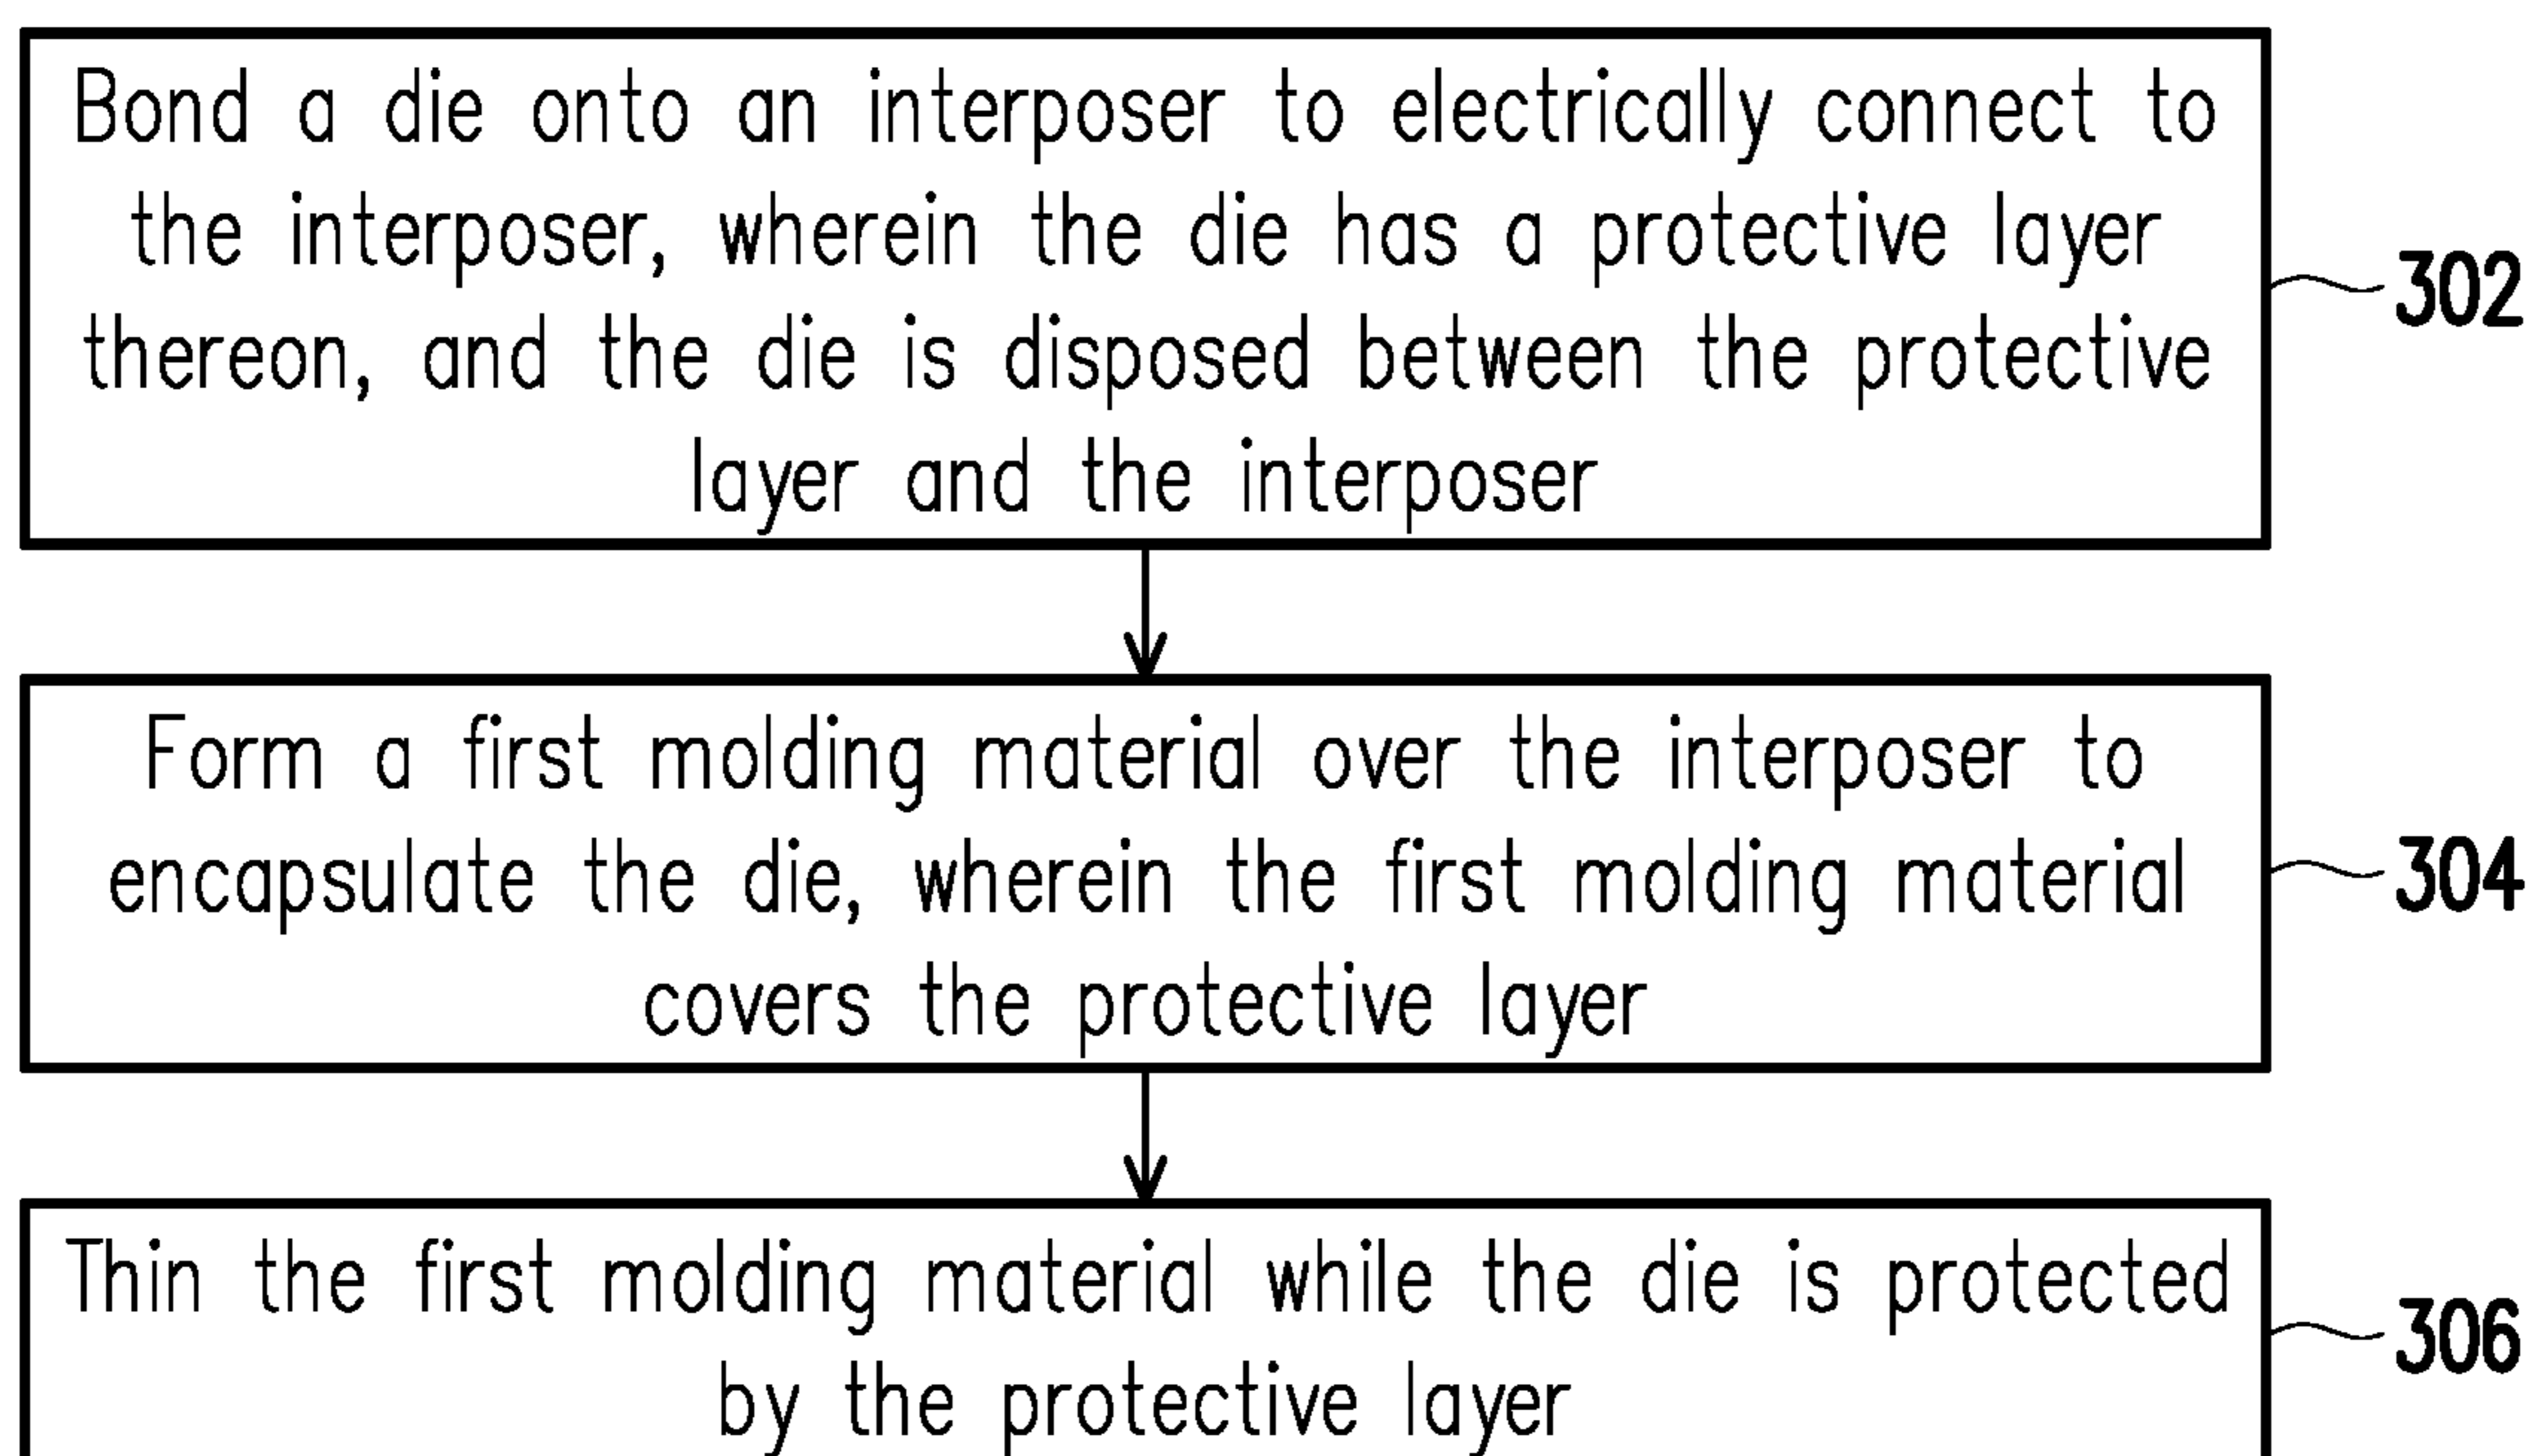 Bond a die onto an interposer to electrically connect to
the interposer, wherein the die has a protective layer
thereon, and the die is disposed between the protective
layer and the interposer
302
Form a first molding material over the interposer to
encapsulate the die, wherein the first molding material
covers the protective layer
304
Thin the first molding material while the die is protected
by the protective layer
306